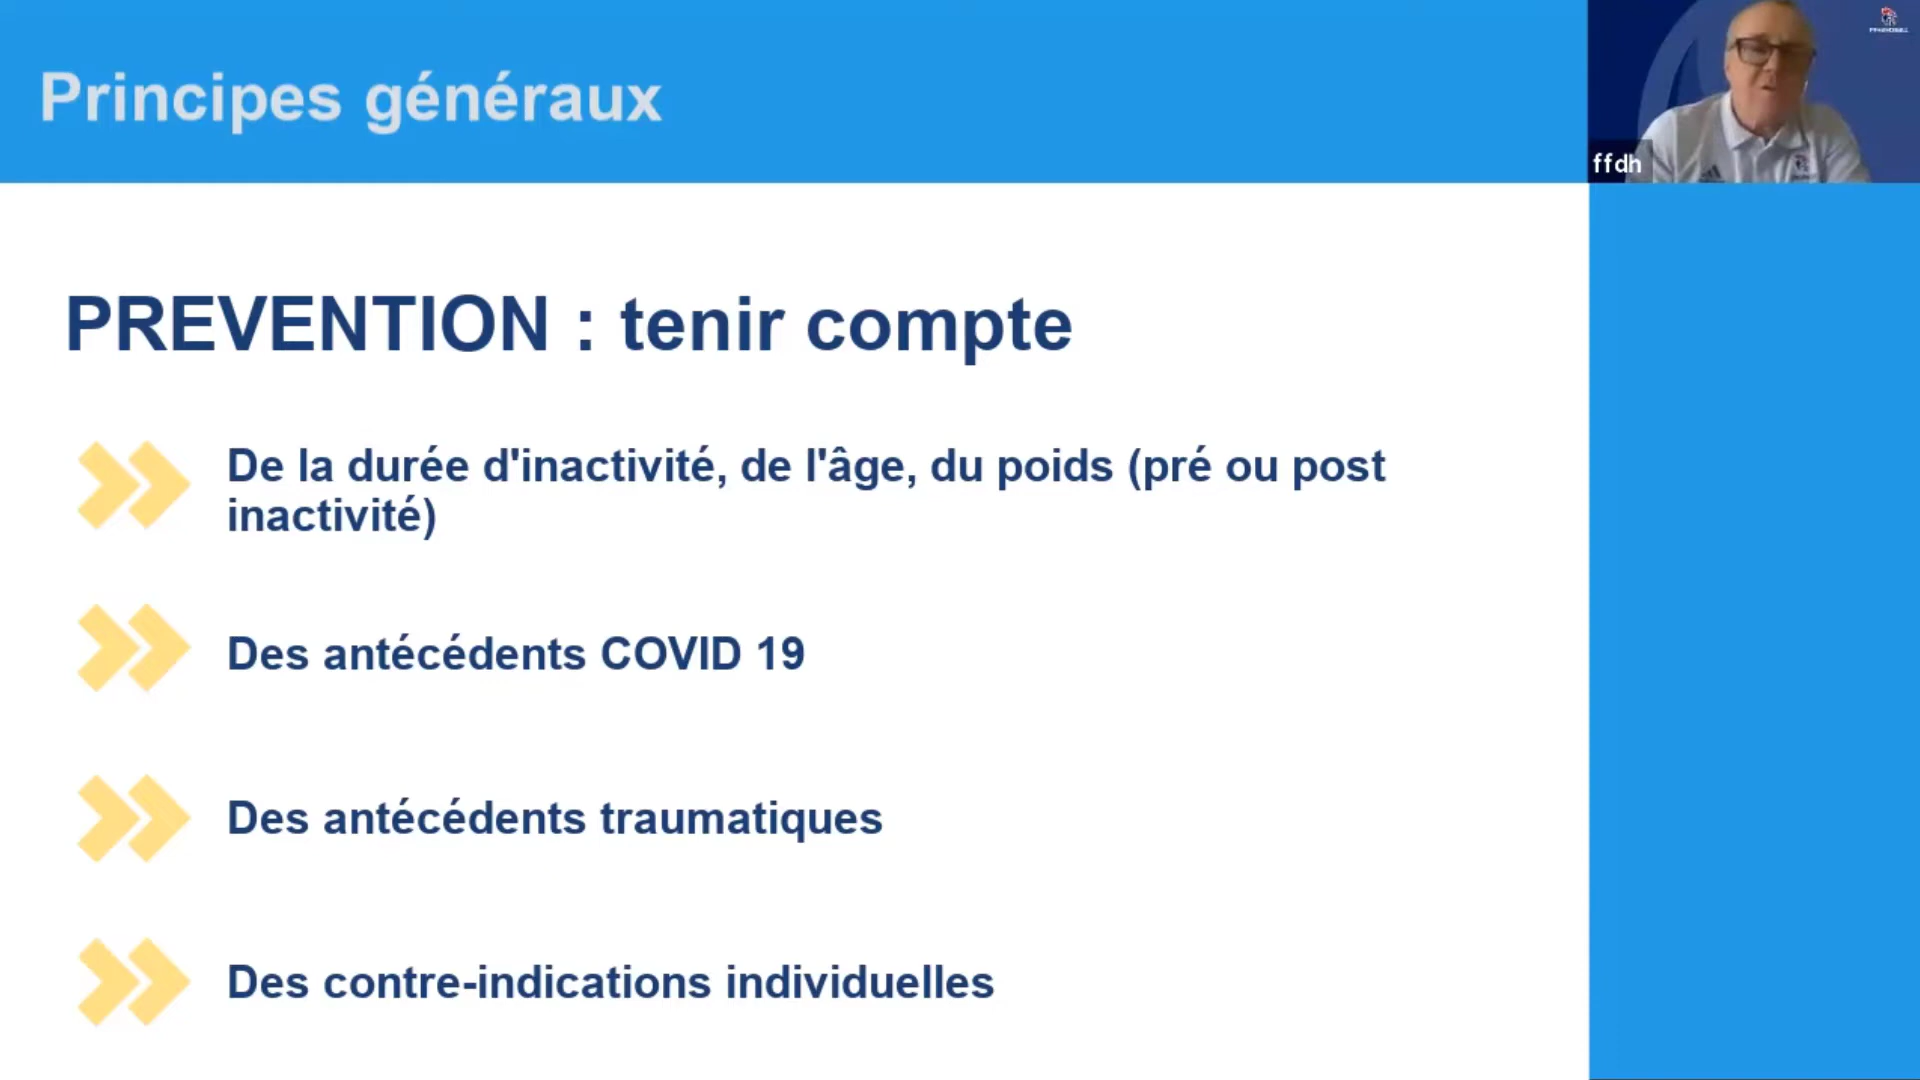 Principes généraux
ffdh
PREVENTION : tenir compte
De la durée d'inactivité, de l'âge, du poids (pré ou post
inactivité)
Des antécédents COVID 19
Des antécédents traumatiques
Des contre-indications individuelles